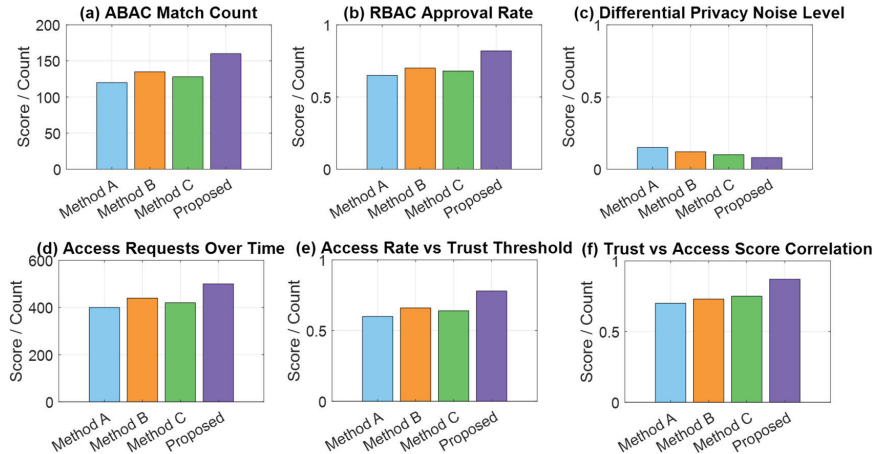 (a) ABAC Match Count
200
150
100
50
0
Score / Count
Method A
Method B
Method C
Proposed
(b) RBAC Approval Rate
1
0.5
0
Score / Count
Method A
Method B
Method C
Proposed
(c) Differential Privacy Noise Level
1
0.5
0
Score / Count
Method A
Method B
Method C
Proposed
(d) Access Requests Over Time
600
400
200
0
Score / Count
Method A
Method B
Method C
Proposed
(e) Access Rate vs Trust Threshold
1
0.5
0
Score / Count
Method A
Method B
Method C
Proposed
(f) Trust vs Access Score Correlation
1
0.5
0
Score / Count
Method A
Method B
Method C
Proposed